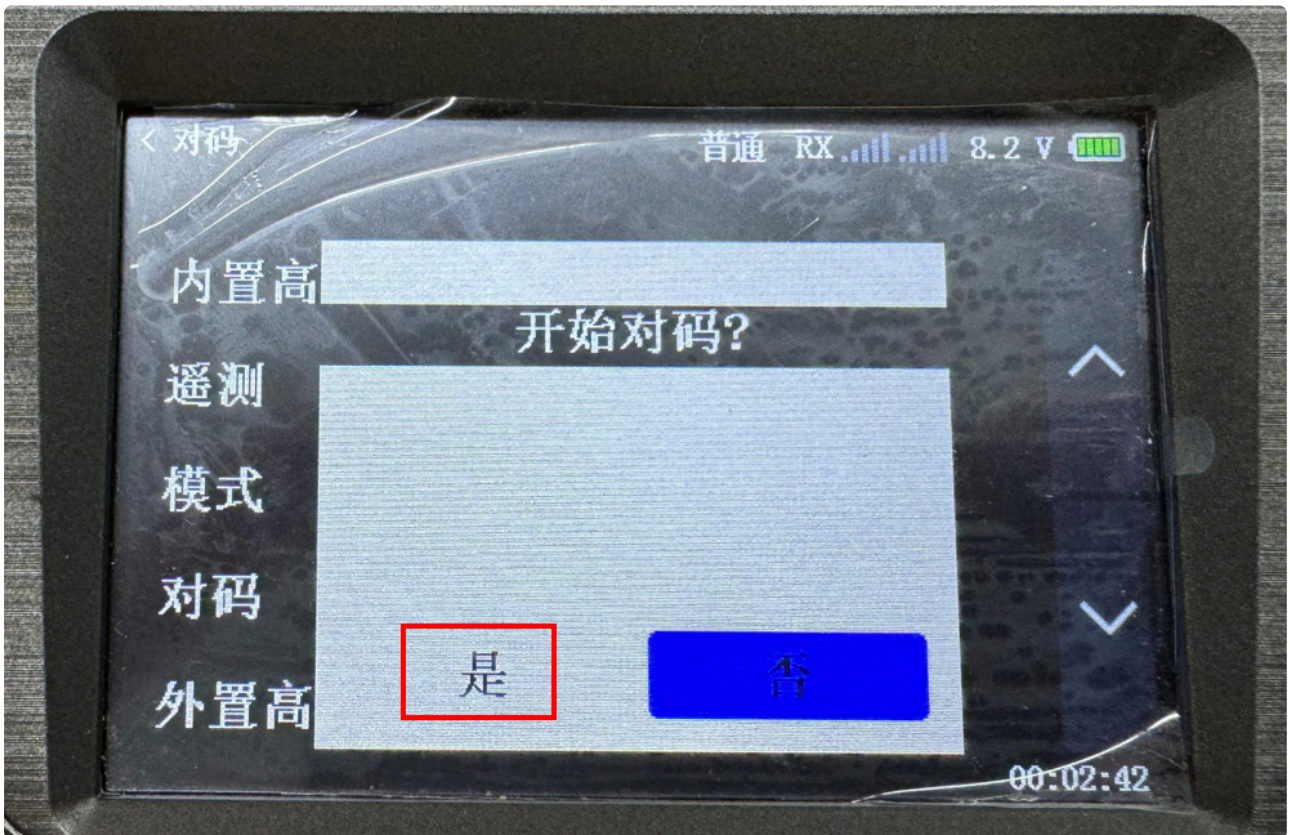 < 对码 普通 RX 8.2 V
内置高
开始对码?
遥测
模式
对码
是 否
外置高
00:02:42